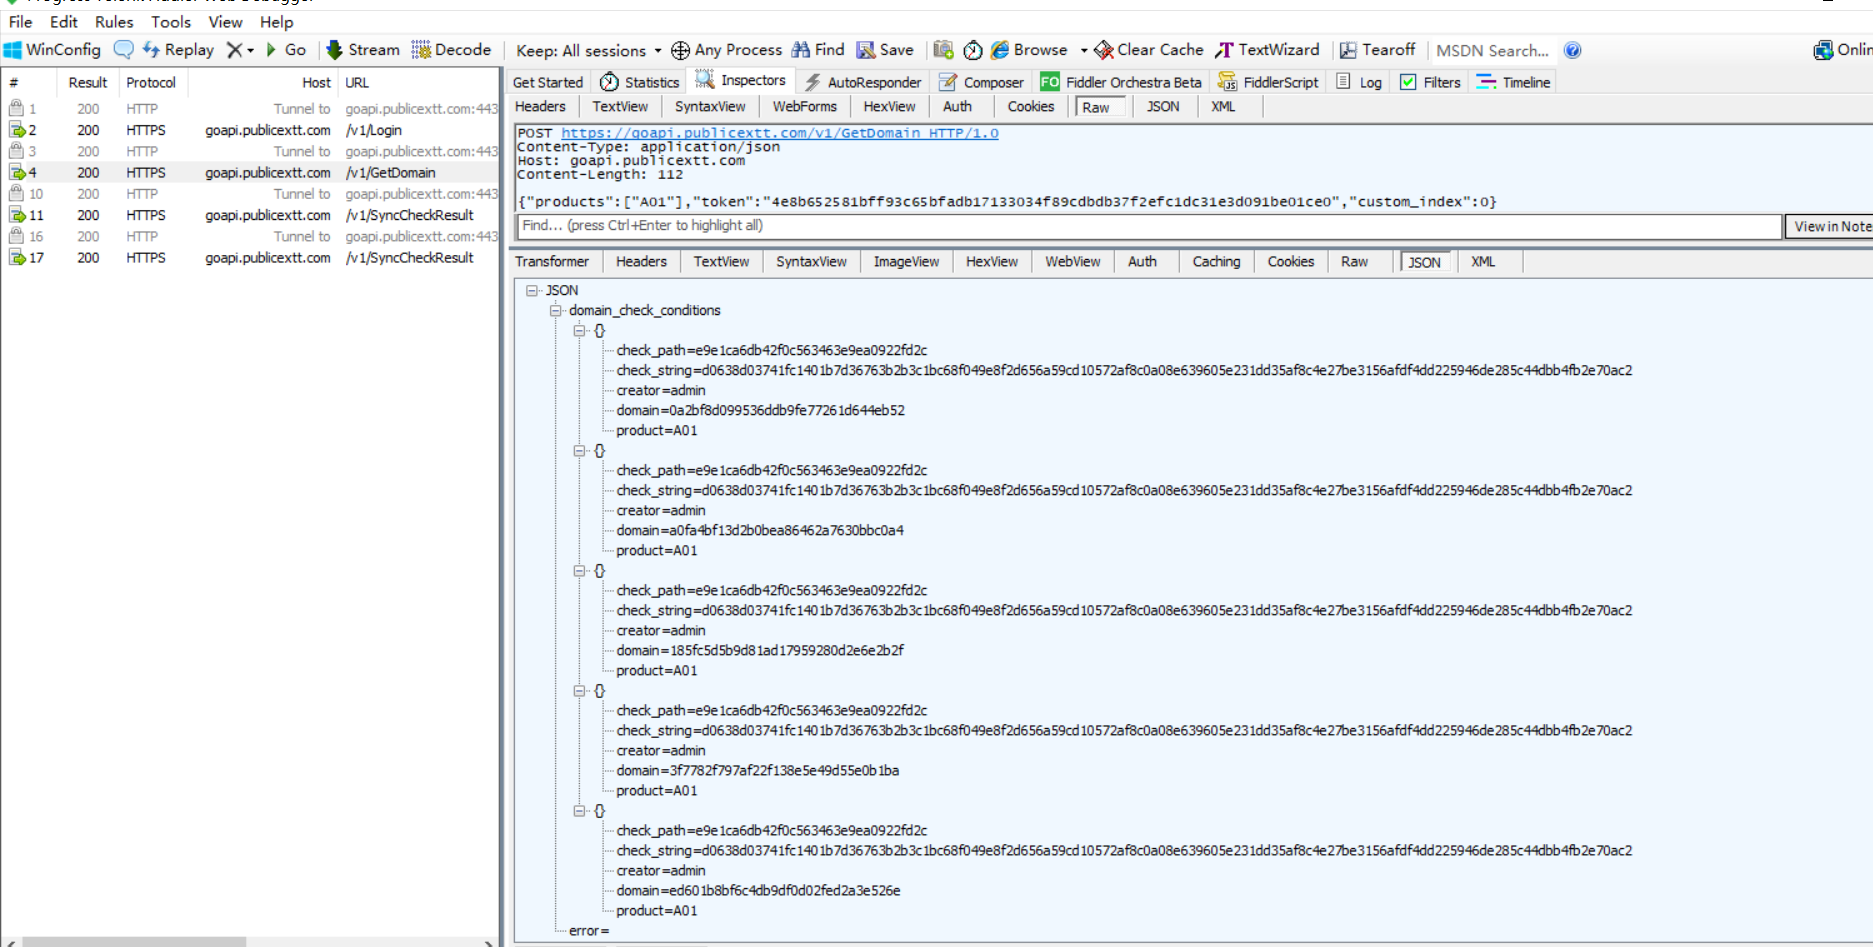 File Edit Rules Tools View Help
WinConfig Replay Go Stream Decode Keep: All sessions Any Process Find Save Browse Clear Cache TextWizard Tearoff MSDN Search...
# Result Protocol Host URL
1 200 HTTP Tunnel to goapi.publicextt.com:443
2 200 HTTPS goapi.publicextt.com /v1/Login
3 200 HTTP Tunnel to goapi.publicextt.com:443
4 200 HTTPS goapi.publicextt.com /v1/GetDomain
10 200 HTTP Tunnel to goapi.publicextt.com:443
11 200 HTTPS goapi.publicextt.com /v1/SyncCheckResult
16 200 HTTP Tunnel to goapi.publicextt.com:443
17 200 HTTPS goapi.publicextt.com /v1/SyncCheckResult
Get Started Statistics Inspectors AutoResponder Composer FO Fiddler Orchestra Beta FiddlerScript Log Filters Timeline
Headers TextView SyntaxView WebForms HexView Auth Cookies Raw JSON XML
POST https://goapi.publicextt.com/v1/GetDomain HTTP/1.0
Content-Type: application/json
Host: goapi.publicextt.com
Content-Length: 112
{"products":["A01"],"token":"4e8b652581bff93c65bfadb17133034f89cdbdb37f2efc1dc31e3d091be01ce0","custom_index":0}
Find... (press Ctrl+Enter to highlight all) View in Note
Transformer Headers TextView SyntaxView ImageView HexView WebView Auth Caching Cookies Raw JSON XML
JSON
domain_check_conditions
{}
check_path=e9e1ca6db42f0c563463e9ea0922fd2c
check_string=d0638d03741fc1401b7d36763b2b3c1bc68f049e8f2d656a59cd10572af8c0a08e639605e231dd35af8c4e27be3156afdf4dd225946de285c44dbb4fb2e70ac2
creator=admin
domain=0a2bf8d099536ddb9fe77261d644eb52
product=A01
{}
check_path=e9e1ca6db42f0c563463e9ea0922fd2c
check_string=d0638d03741fc1401b7d36763b2b3c1bc68f049e8f2d656a59cd10572af8c0a08e639605e231dd35af8c4e27be3156afdf4dd225946de285c44dbb4fb2e70ac2
creator=admin
domain=a0fa4bf13d2b0bea86462a7630bbc0a4
product=A01
{}
check_path=e9e1ca6db42f0c563463e9ea0922fd2c
check_string=d0638d03741fc1401b7d36763b2b3c1bc68f049e8f2d656a59cd10572af8c0a08e639605e231dd35af8c4e27be3156afdf4dd225946de285c44dbb4fb2e70ac2
creator=admin
domain=185fc5d5b9d81ad17959280d2e6e2b2f
product=A01
{}
check_path=e9e1ca6db42f0c563463e9ea0922fd2c
check_string=d0638d03741fc1401b7d36763b2b3c1bc68f049e8f2d656a59cd10572af8c0a08e639605e231dd35af8c4e27be3156afdf4dd225946de285c44dbb4fb2e70ac2
creator=admin
domain=3f7782f797af22f138e5e49d55e0b1ba
product=A01
{}
check_path=e9e1ca6db42f0c563463e9ea0922fd2c
check_string=d0638d03741fc1401b7d36763b2b3c1bc68f049e8f2d656a59cd10572af8c0a08e639605e231dd35af8c4e27be3156afdf4dd225946de285c44dbb4fb2e70ac2
creator=admin
domain=ed601b8bf6c4db9df0d02fed2a3e526e
product=A01
error=